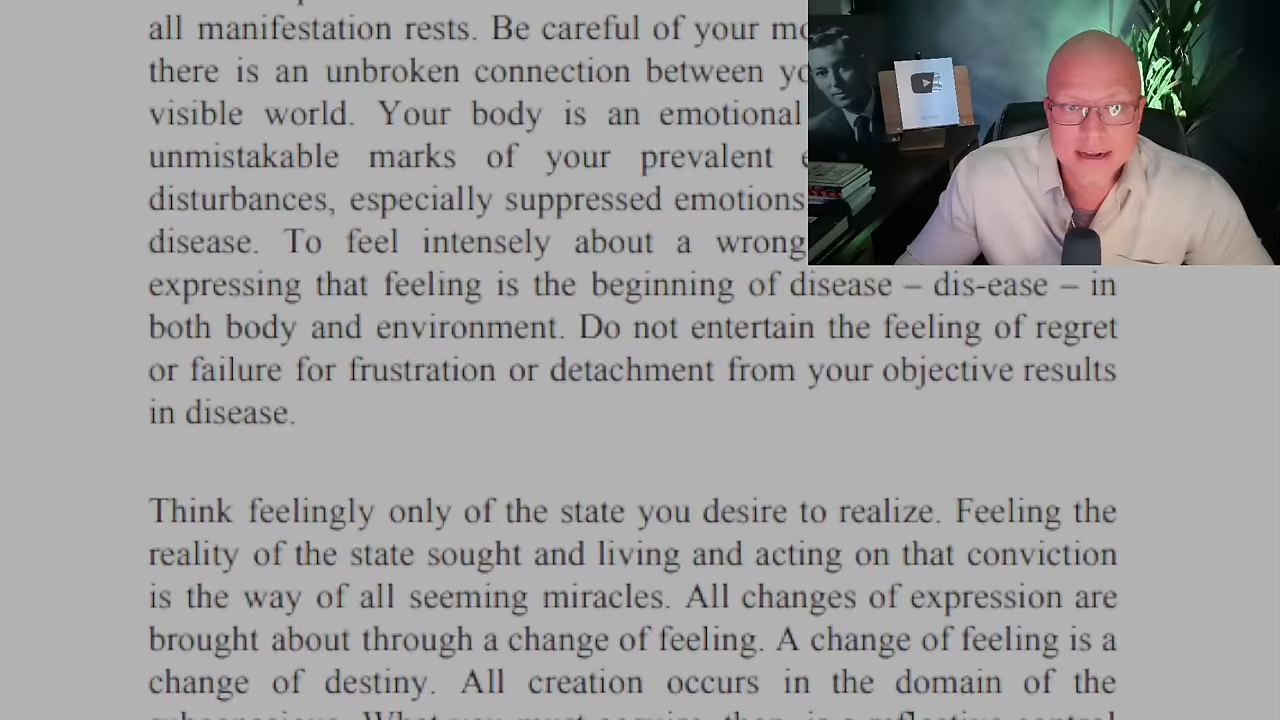 all manifestation rests. Be careful of your
there is an unbroken connection between
visible world. Your body is an emotional
unmistakable marks of your prevalent
disturbances, especially suppressed emotions
disease. To feel intensely about a wrong
expressing that feeling is the beginning of disease – dis-ease – in
both body and environment. Do not entertain the feeling of regret
or failure for frustration or detachment from your objective results
in disease.
Think feelingly only of the state you desire to realize. Feeling the
reality of the state sought and living and acting on that conviction
is the way of all seeming miracles. All changes of expression are
brought about through a change of feeling. A change of feeling is a
change of destiny. All creation occurs in the domain of the